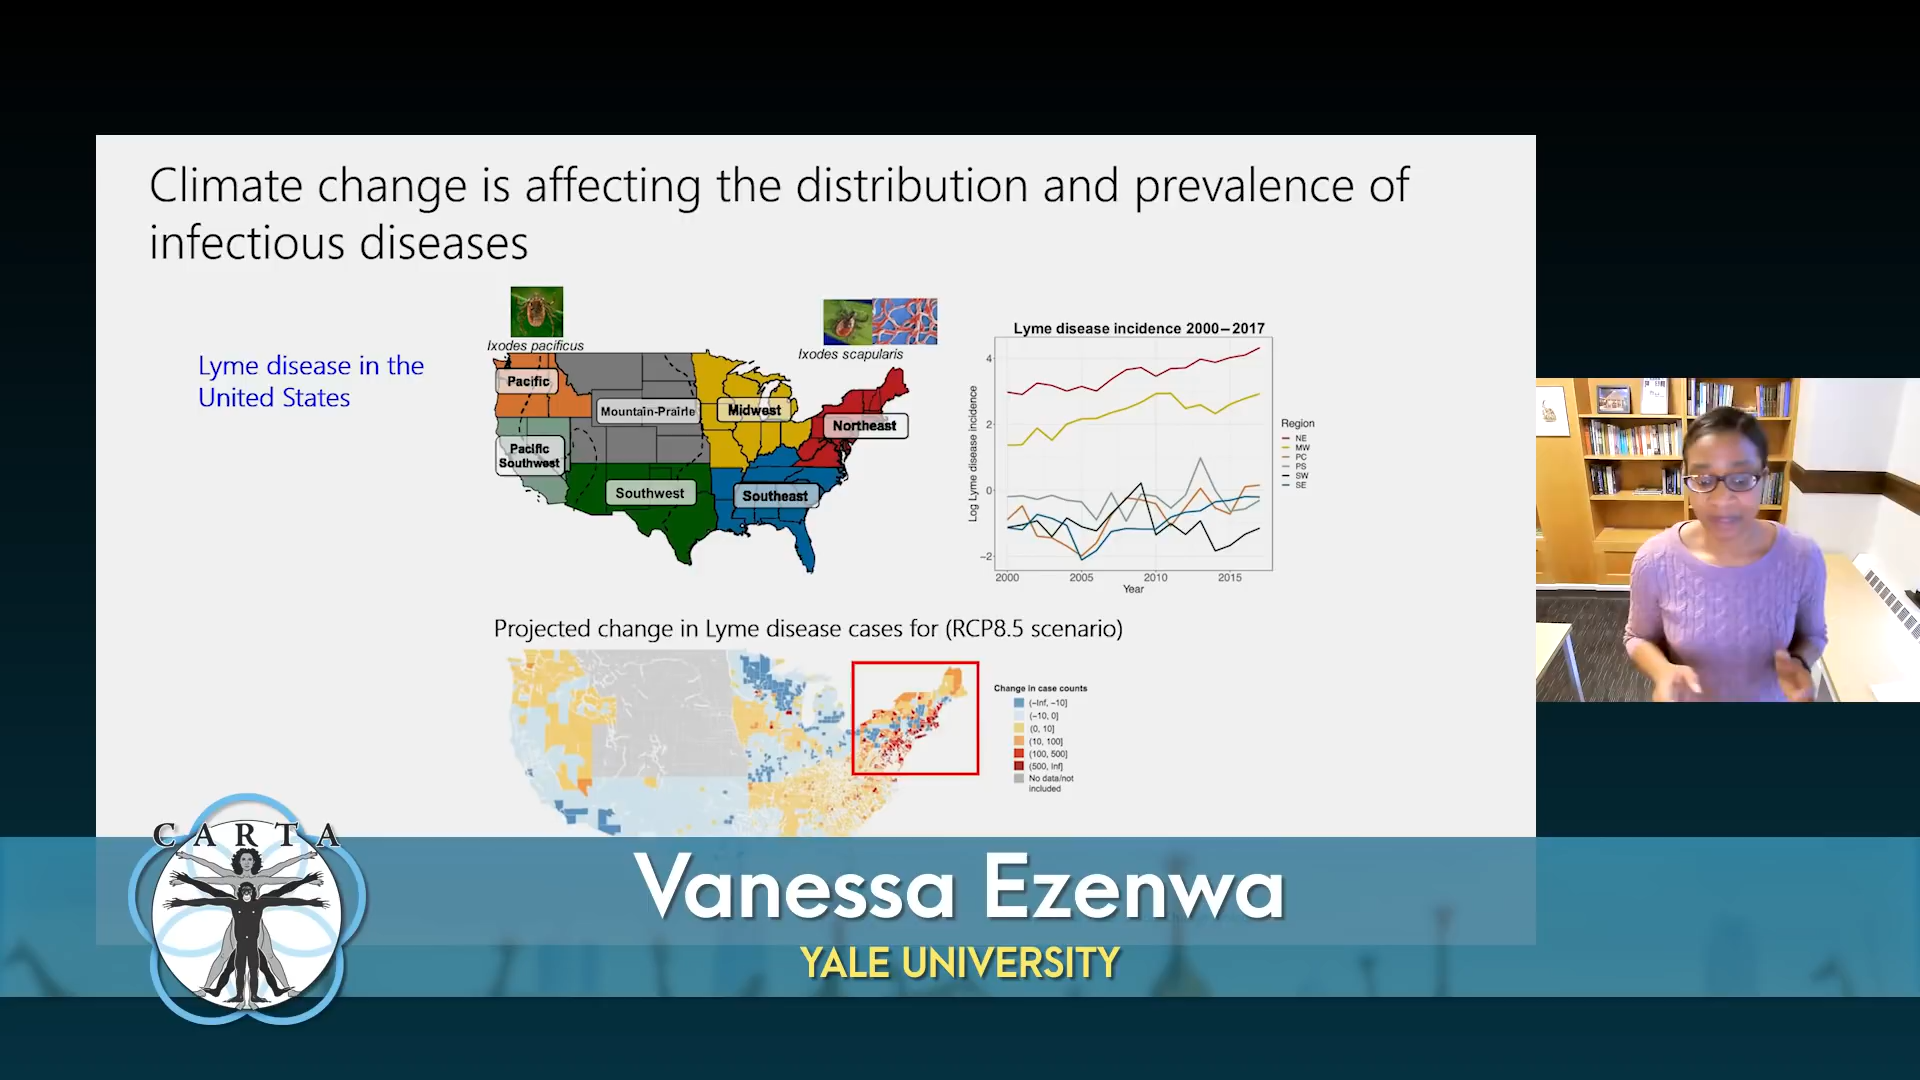 Climate change is affecting the distribution and prevalence of
infectious diseases
Lyme disease in the
United States
Ixodes pacificus
Ixodes scapularis
Pacific
Mountain-Prairie
Midwest
Northeast
Pacific
Southwest
Southwest
Southeast
Lyme disease incidence 2000–2017
Log Lyme disease incidence
4
2
0
−2
2000
2005
2010
2015
Year
Region
NE
MW
PC
PS
SW
SE
Projected change in Lyme disease cases for (RCP8.5 scenario)
Change in case counts
(−Inf, −10]
(−10, 0]
(0, 10]
(10, 100]
(100, 500]
(500, Inf]
No data/not
included
CARTA
Vanessa Ezenwa
YALE UNIVERSITY